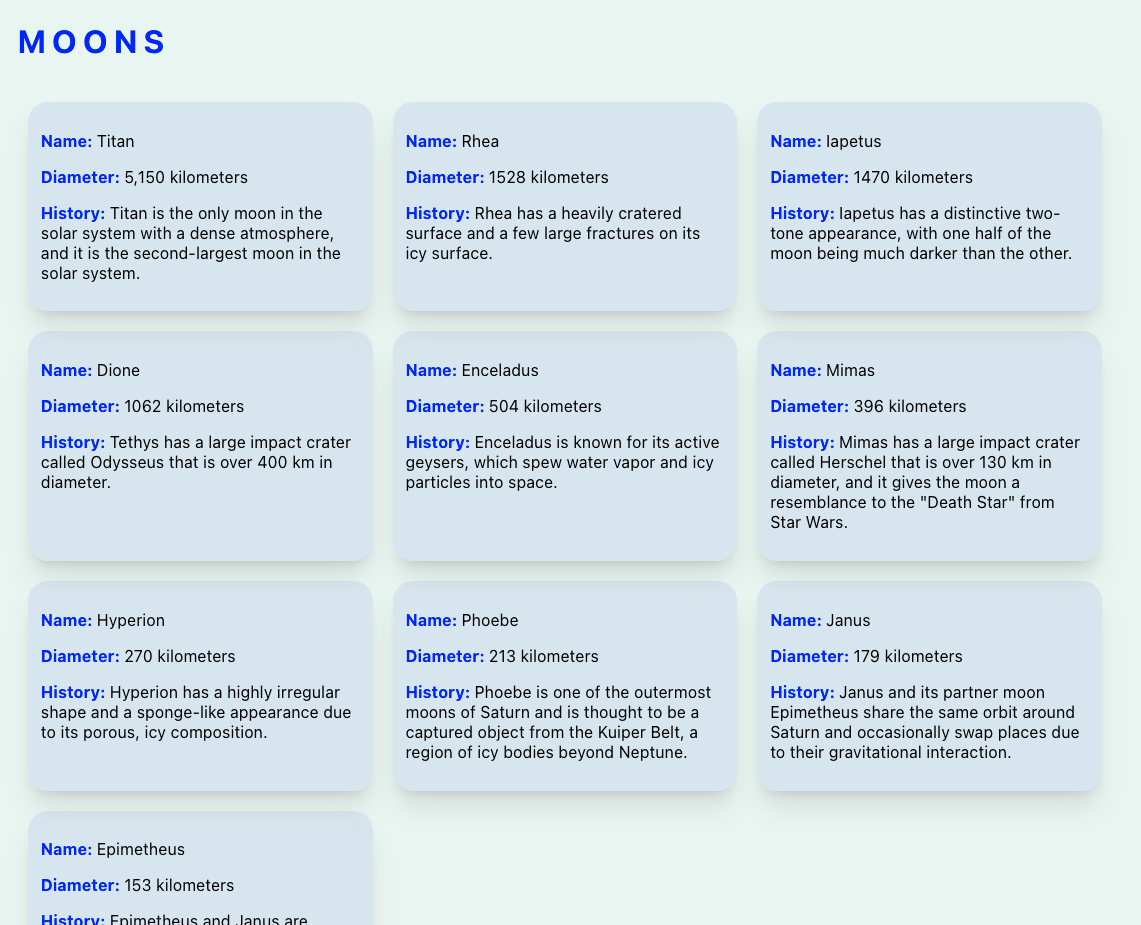 MOONS
Name: Titan
Diameter: 5,150 kilometers
History: Titan is the only moon in the
solar system with a dense atmosphere,
and it is the second-largest moon in the
solar system.
Name: Rhea
Diameter: 1528 kilometers
History: Rhea has a heavily cratered
surface and a few large fractures on its
icy surface.
Name: Iapetus
Diameter: 1470 kilometers
History: Iapetus has a distinctive two-
tone appearance, with one half of the
moon being much darker than the other.
Name: Dione
Diameter: 1062 kilometers
History: Tethys has a large impact crater
called Odysseus that is over 400 km in
diameter.
Name: Enceladus
Diameter: 504 kilometers
History: Enceladus is known for its active
geysers, which spew water vapor and icy
particles into space.
Name: Mimas
Diameter: 396 kilometers
History: Mimas has a large impact crater
called Herschel that is over 130 km in
diameter, and it gives the moon a
resemblance to the "Death Star" from
Star Wars.
Name: Hyperion
Diameter: 270 kilometers
History: Hyperion has a highly irregular
shape and a sponge-like appearance due
to its porous, icy composition.
Name: Phoebe
Diameter: 213 kilometers
History: Phoebe is one of the outermost
moons of Saturn and is thought to be a
captured object from the Kuiper Belt, a
region of icy bodies beyond Neptune.
Name: Janus
Diameter: 179 kilometers
History: Janus and its partner moon
Epimetheus share the same orbit around
Saturn and occasionally swap places due
to their gravitational interaction.
Name: Epimetheus
Diameter: 153 kilometers
History: Epimetheus and Janus are